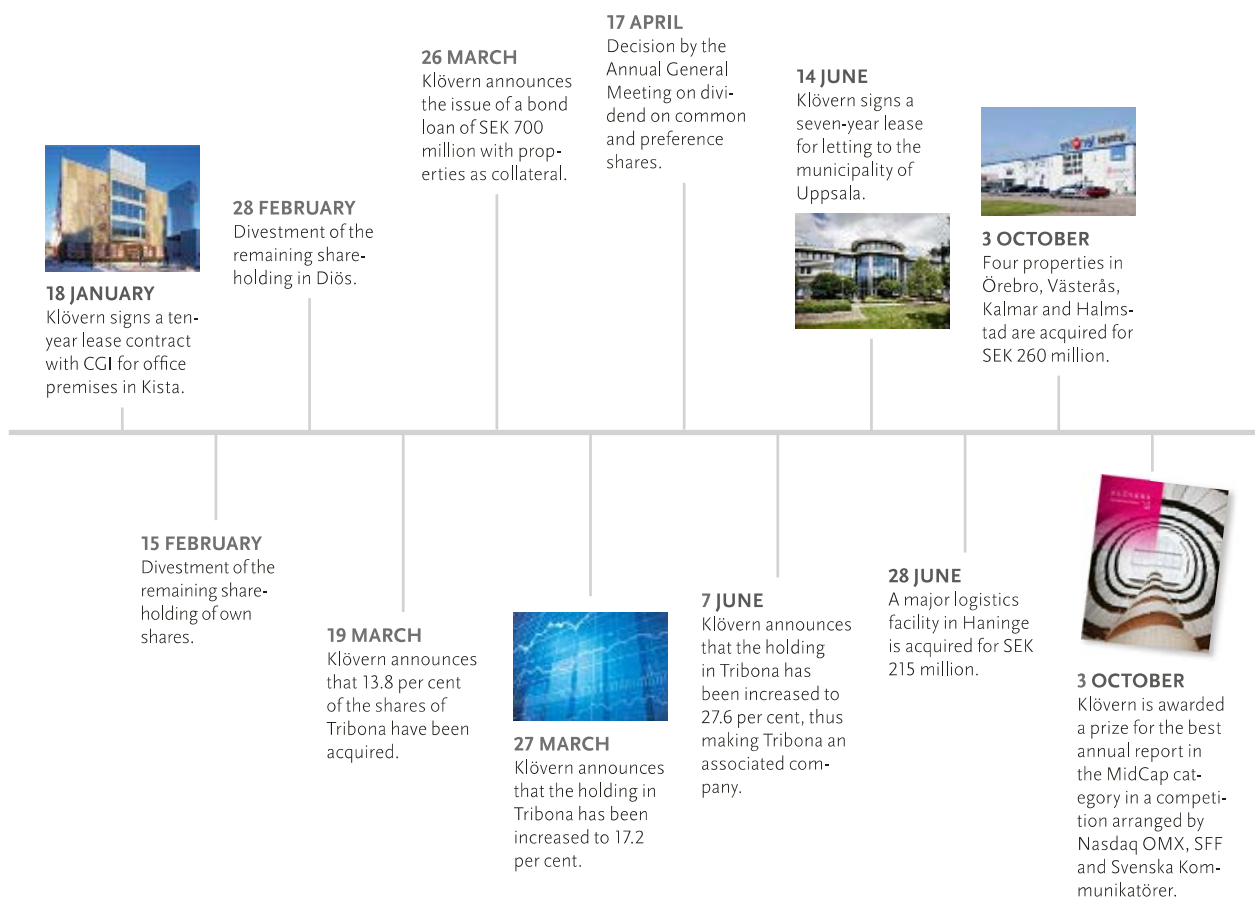 18 JANUARY
Klövern signs a ten-
year lease contract
with CGI for office
premises in Kista.
15 FEBRUARY
Divestment of the
remaining share-
holding of own
shares.
28 FEBRUARY
Divestment of the
remaining share-
holding in Diös.
19 MARCH
Klövern announces
that 13.8 per cent
of the shares of
Tribona have been
acquired.
26 MARCH
Klövern announces
the issue of a bond
loan of SEK 700
million with prop-
erties as collateral.
27 MARCH
Klövern announces
that the holding in
Tribona has been
increased to 17.2
per cent.
17 APRIL
Decision by the
Annual General
Meeting on divi-
dend on common
and preference
shares.
7 JUNE
Klövern announces
that the holding
in Tribona has
been increased to
27.6 per cent, thus
making Tribona an
associated com-
pany.
14 JUNE
Klövern signs a
seven-year lease
for letting to the
municipality of
Uppsala.
28 JUNE
A major logistics
facility in Haninge
is acquired for SEK
215 million.
3 OCTOBER
Four properties in
Örebro, Västerås,
Kalmar and Halms-
tad are acquired for
SEK 260 million.
KLÖVERN
3 OCTOBER
Klövern is awarded
a prize for the best
annual report in
the MidCap cat-
egory in a competi-
tion arranged by
Nasdaq OMX, SFF
and Svenska Kom-
munikatörer.